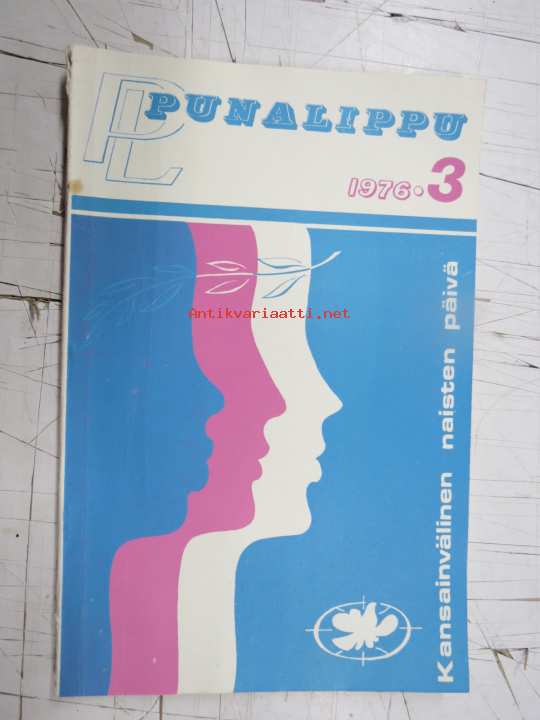 PL
PUNALIPPU
1976•3
Antikvariaatti.net
Kansainvälinen naisten päivä